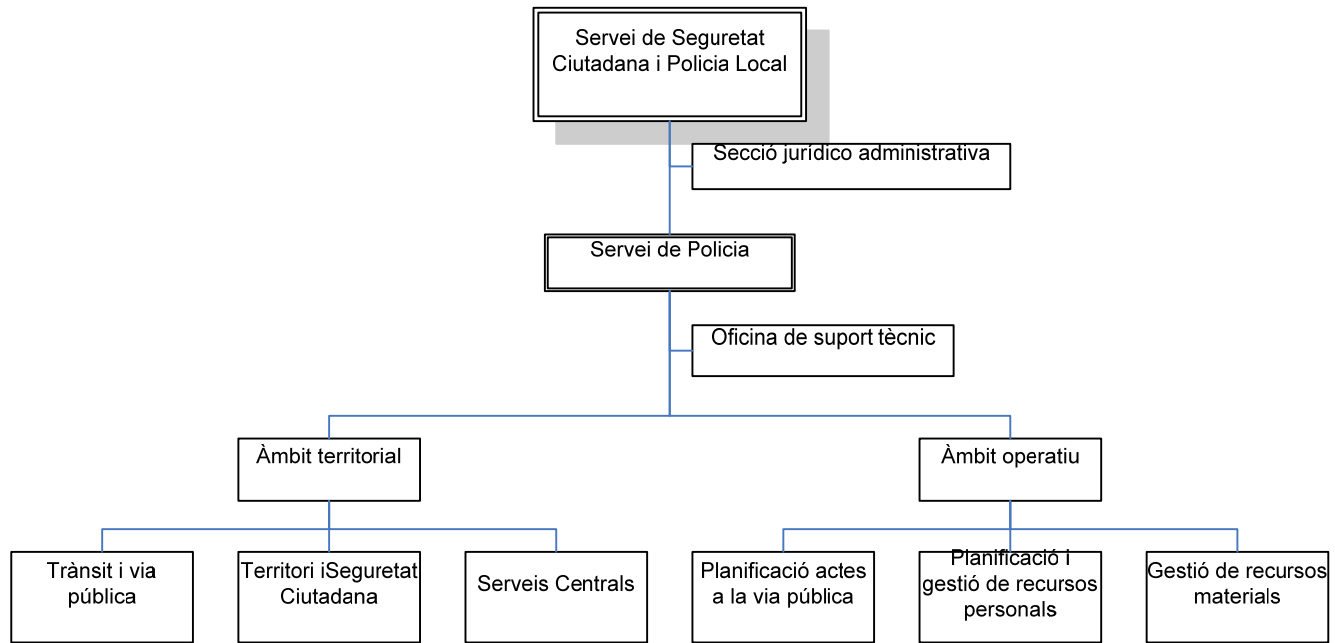 Servei de Seguretat
Ciutadana i Policia Local
Secció jurídico administrativa
Servei de Policia
Oficina de suport tècnic
Àmbit territorial
Àmbit operatiu
Trànsit i via
pública
Territori iSeguretat
Ciutadana
Serveis Centrals
Planificació actes
a la via pública
Planificació i
gestió de recursos
personals
Gestió de recursos
materials